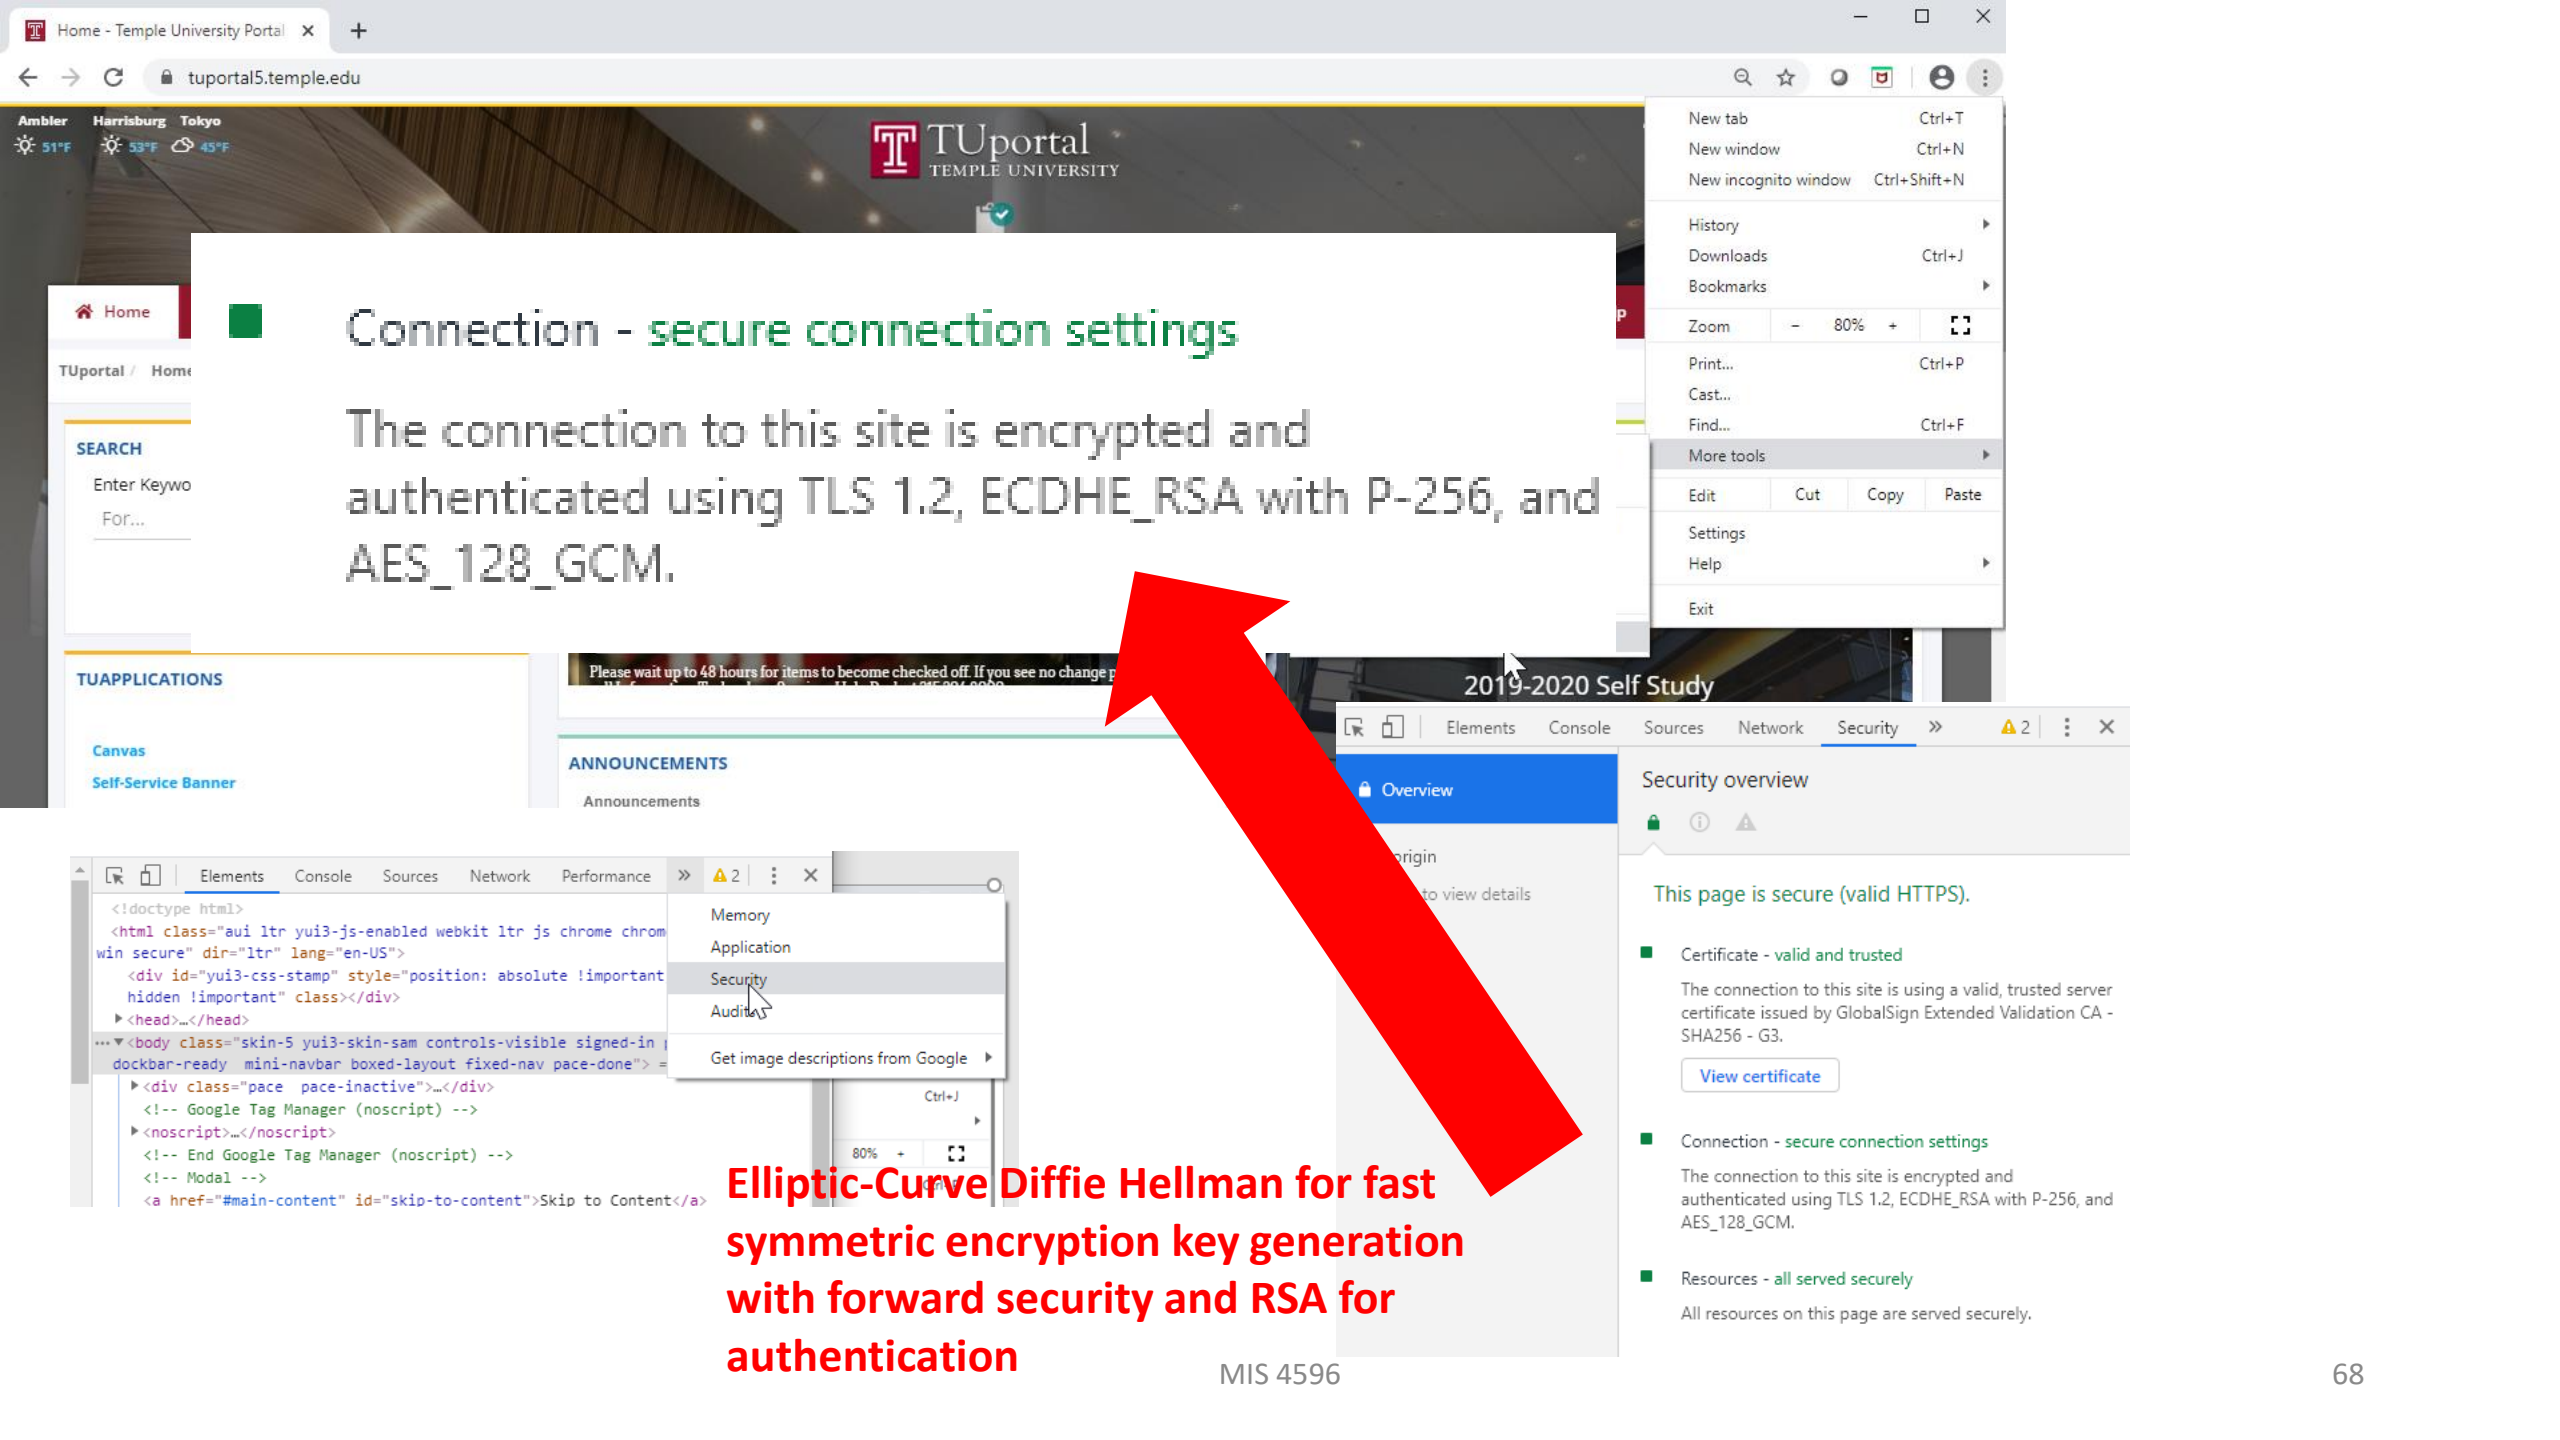 Home - Temple University Portal
tuportal5.temple.edu
Ambler Harrisburg Tokyo
51°F 53°F 45°F
TUportal
TEMPLE UNIVERSITY
New tab Ctrl+T
New window Ctrl+N
New incognito window Ctrl+Shift+N
History
Downloads Ctrl+J
Bookmarks
Zoom - 80% +
Print... Ctrl+P
Cast...
Find... Ctrl+F
More tools
Edit Cut Copy Paste
Settings
Help
Exit
Home
TUportal / Home
SEARCH
Enter Keywo
For...
Connection - secure connection settings
The connection to this site is encrypted and
authenticated using TLS 1.2, ECDHE_RSA with P-256, and
AES_128_GCM.
Please wait up to 48 hours for items to become checked off. If you see no change p
2019-2020 Self Study
TUAPPLICATIONS
Canvas
Self-Service Banner
ANNOUNCEMENTS
Announcements
Elements Console Sources Network Performance » 2
<!doctype html>
<html class="aui ltr yui3-js-enabled webkit ltr js chrome chrom
win secure" dir="ltr" lang="en-US">
<div id="yui3-css-stamp" style="position: absolute !important
hidden !important" class></div>
<head>…</head>
…<body class="skin-5 yui3-skin-sam controls-visible signed-in
dockbar-ready mini-navbar boxed-layout fixed-nav pace-done"> =
<div class="pace pace-inactive">…</div>
<!-- Google Tag Manager (noscript) -->
<noscript>…</noscript>
<!-- End Google Tag Manager (noscript) -->
<!-- Modal -->
<a href="#main-content" id="skip-to-content">Skip to Content</a>
Memory
Application
Security
Audits
Get image descriptions from Google
Ctrl+J
80% +
Elements Console Sources Network Security » 2
Overview
origin
to view details
Security overview
This page is secure (valid HTTPS).
Certificate - valid and trusted
The connection to this site is using a valid, trusted server
certificate issued by GlobalSign Extended Validation CA -
SHA256 - G3.
View certificate
Connection - secure connection settings
The connection to this site is encrypted and
authenticated using TLS 1.2, ECDHE_RSA with P-256, and
AES_128_GCM.
Resources - all served securely
All resources on this page are served securely.
Elliptic-Curve Diffie Hellman for fast
symmetric encryption key generation
with forward security and RSA for
authentication
MIS 4596
68